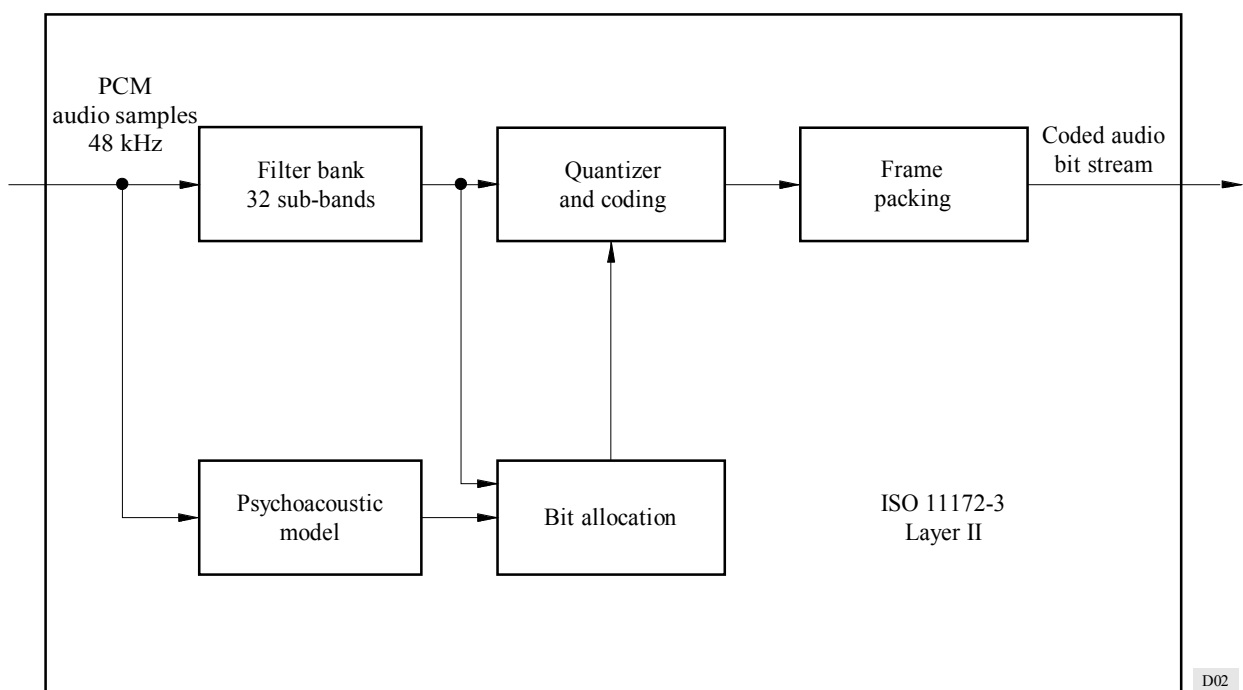 PCM
audio samples
48 kHz
Filter bank
32 sub-bands
Quantizer
and coding
Frame
packing
Coded audio
bit stream
Psychoacoustic
model
Bit allocation
ISO 11172-3
Layer II
D02